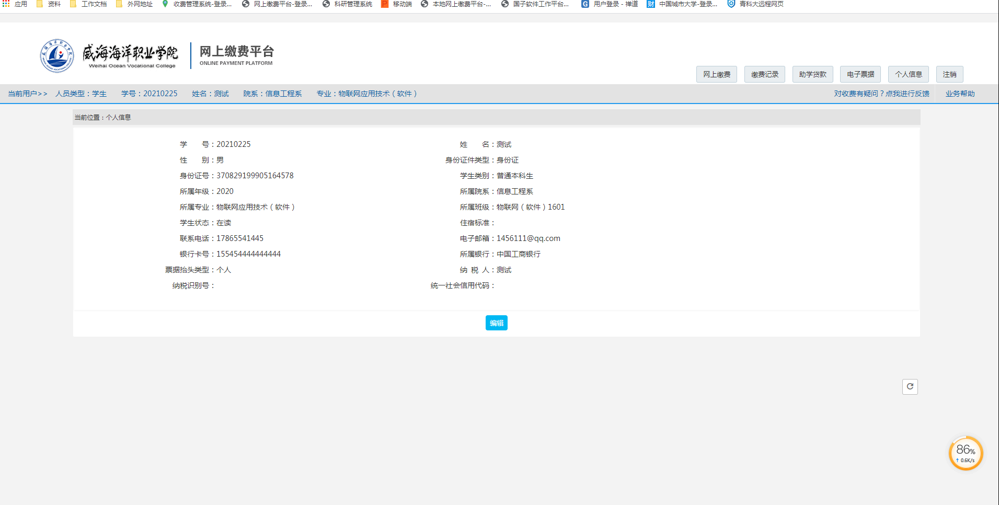 应用 资料 工作文档 外网地址 收费管理系统-登录... 网上缴费平台-登录... 科研管理系统 移动端 本地网上缴费平台-... 国子软件工作平台... 用户登录 - 禅道 中国城市大学-登录... 青科大远程网页
威海海洋职业学院
Weihai Ocean Vocational College
网上缴费平台
ONLINE PAYMENT PLATFORM
网上缴费 缴费记录 助学贷款 电子票据 个人信息 注销
当前用户>> 人员类型：学生 学号：20210225 姓名：测试 院系：信息工程系 专业：物联网应用技术（软件） 对收费有疑问？点我进行反馈 业务帮助
当前位置：个人信息
学 号：20210225 姓 名：测试
性 别：男 身份证件类型：身份证
身份证号：370829199905164578 学生类别：普通本科生
所属年级：2020 所属院系：信息工程系
所属专业：物联网应用技术（软件） 所属班级：物联网（软件）1601
学生状态：在读 住宿标准：
联系电话：17865541445 电子邮箱：1456111@qq.com
银行卡号：155454444444444 所属银行：中国工商银行
票据抬头类型：个人 纳 税 人：测试
纳税识别号： 统一社会信用代码：
编辑
86%
↑ 0.6K/s